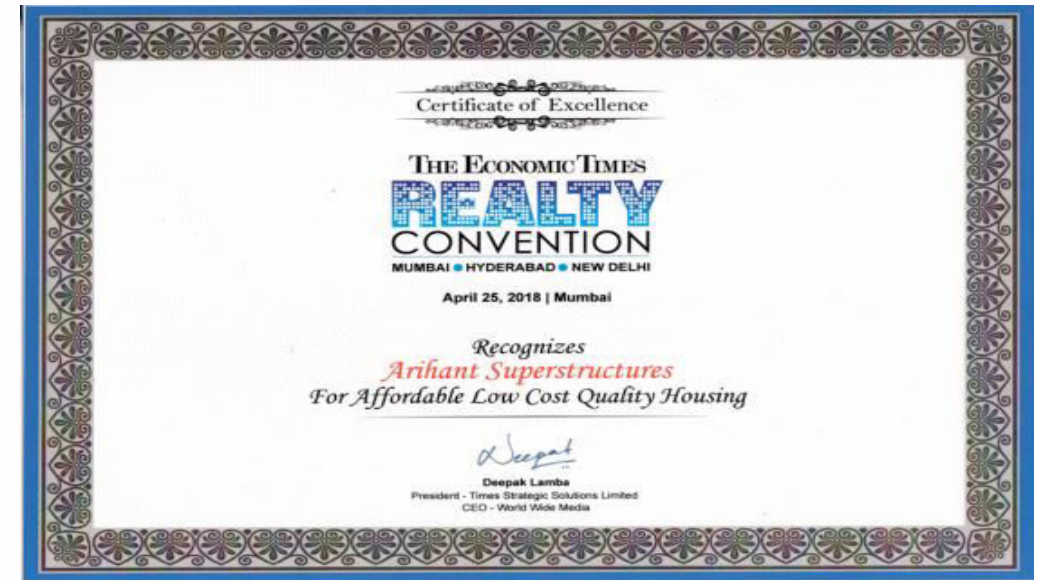 Certificate of Excellence
THE ECONOMIC TIMES
REALTY
CONVENTION
MUMBAI • HYDERABAD • NEW DELHI
April 25, 2018 | Mumbai
Recognizes
Arihant Superstructures
For Affordable Low Cost Quality Housing
Deepak
Deepak Lamba
President - Times Strategic Solutions Limited
CEO - World Wide Media